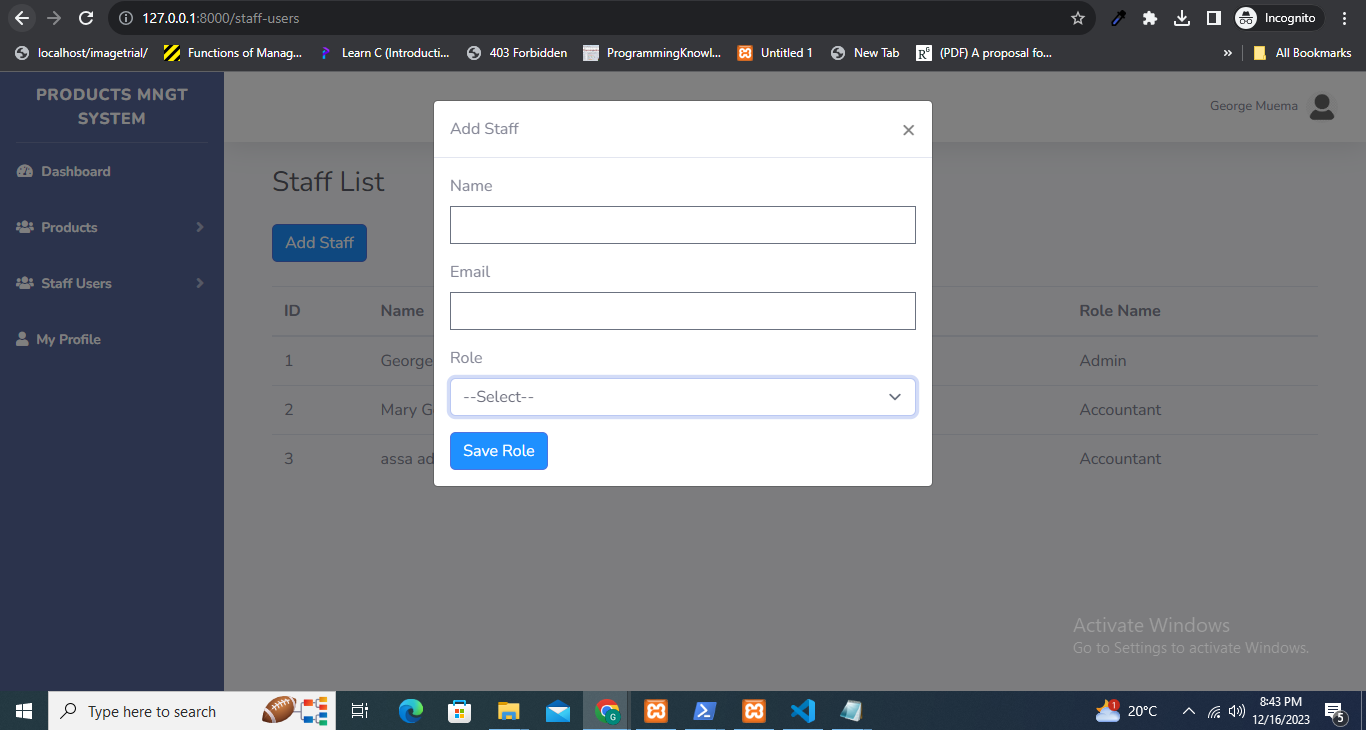 127.0.0.1:8000/staff-users
Incognito
localhost/imagetrial/
Functions of Manag...
Learn C (Introducti...
403 Forbidden
ProgrammingKnowl...
Untitled 1
New Tab
RG
(PDF) A proposal fo...
»
All Bookmarks
PRODUCTS MNGT
SYSTEM
Dashboard
Products
Staff Users
My Profile
George Muema
Staff List
Add Staff
ID Name Role Name
1 George Admin
2 Mary G Accountant
3 assa ad Accountant
Add Staff ×
Name
Email
Role
--Select--
Save Role
Activate Windows
Go to Settings to activate Windows.
Type here to search
G
1
20°C
8:43 PM
12/16/2023
5